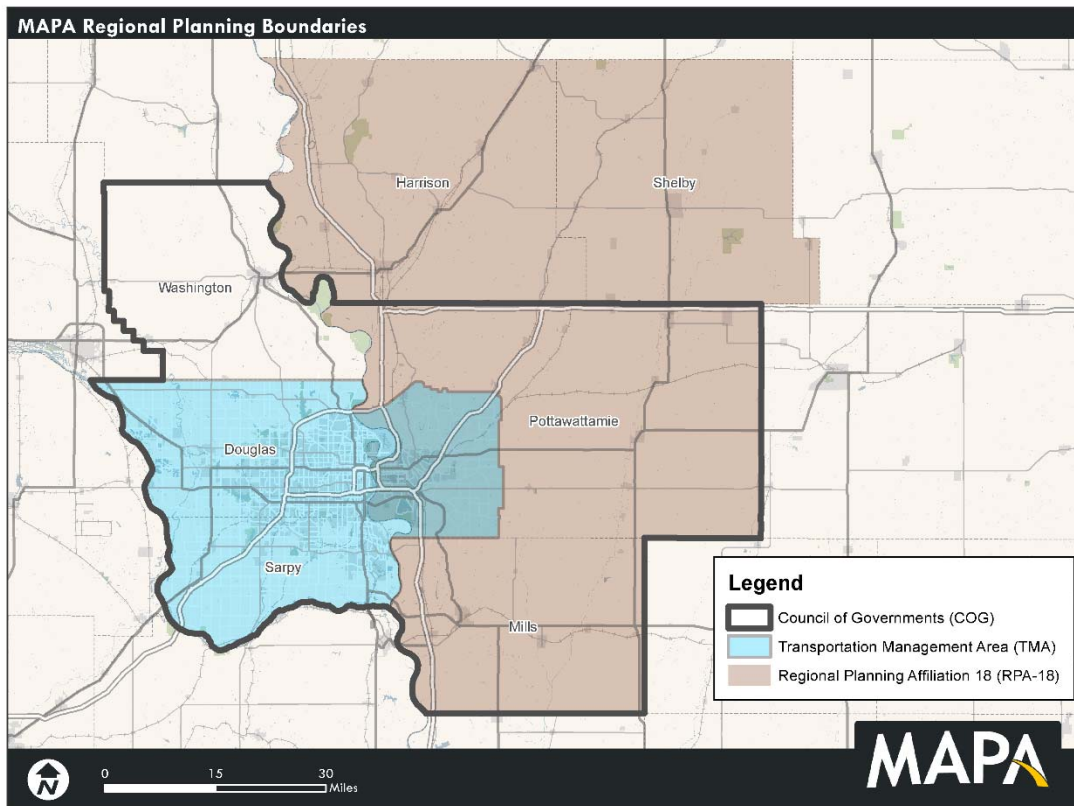 MAPA Regional Planning Boundaries
Harrison
Shelby
Washington
Pottawattamie
Douglas
Sarpy
Mills
Legend
Council of Governments (COG)
Transportation Management Area (TMA)
Regional Planning Affiliation 18 (RPA-18)
N
0 15 30
Miles
MAPA